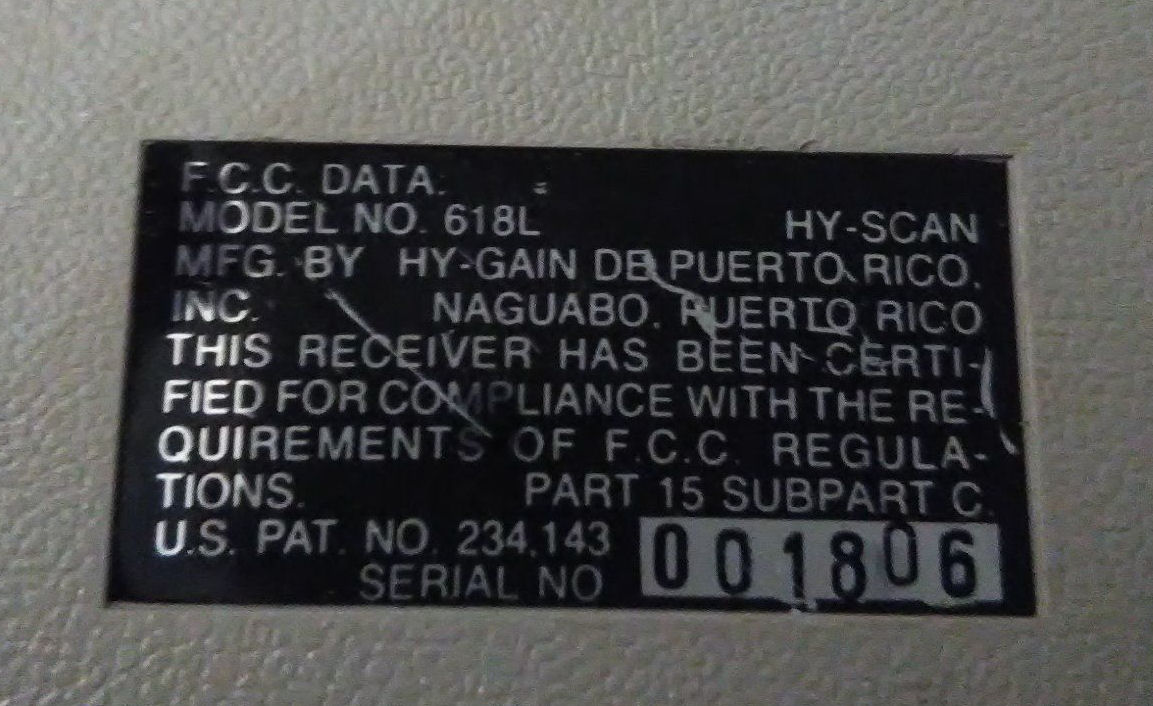 F.C.C. DATA:
MODEL NO. 618L HY-SCAN
MFG. BY HY-GAIN DE PUERTO RICO.
INC. NAGUABO. PUERTO RICO
THIS RECEIVER HAS BEEN CERTI-
FIED FOR COMPLIANCE WITH THE RE-
QUIREMENTS OF F.C.C. REGULA-
TIONS. PART 15 SUBPART C.
U.S. PAT. NO. 234,143
SERIAL NO 001806